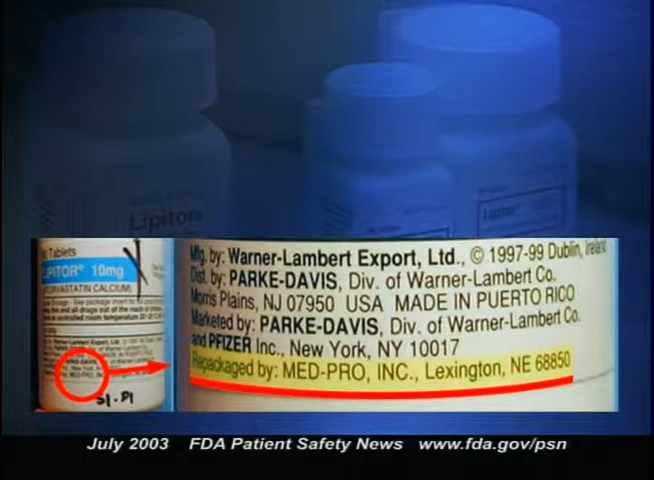 Lipitor
Lipitor
Tablets
LIPITOR® 10mg
(ATORVASTATIN CALCIUM)
Mfg. by: Warner-Lambert Export, Ltd., © 1997-99 Dublin, Ireland
Dist. by: PARKE-DAVIS, Div. of Warner-Lambert Co.
Morris Plains, NJ 07950 USA MADE IN PUERTO RICO
Marketed by: PARKE-DAVIS, Div. of Warner-Lambert Co.
and PFIZER Inc., New York, NY 10017
Repackaged by: MED-PRO, INC., Lexington, NE 68850
July 2003 FDA Patient Safety News www.fda.gov/psn